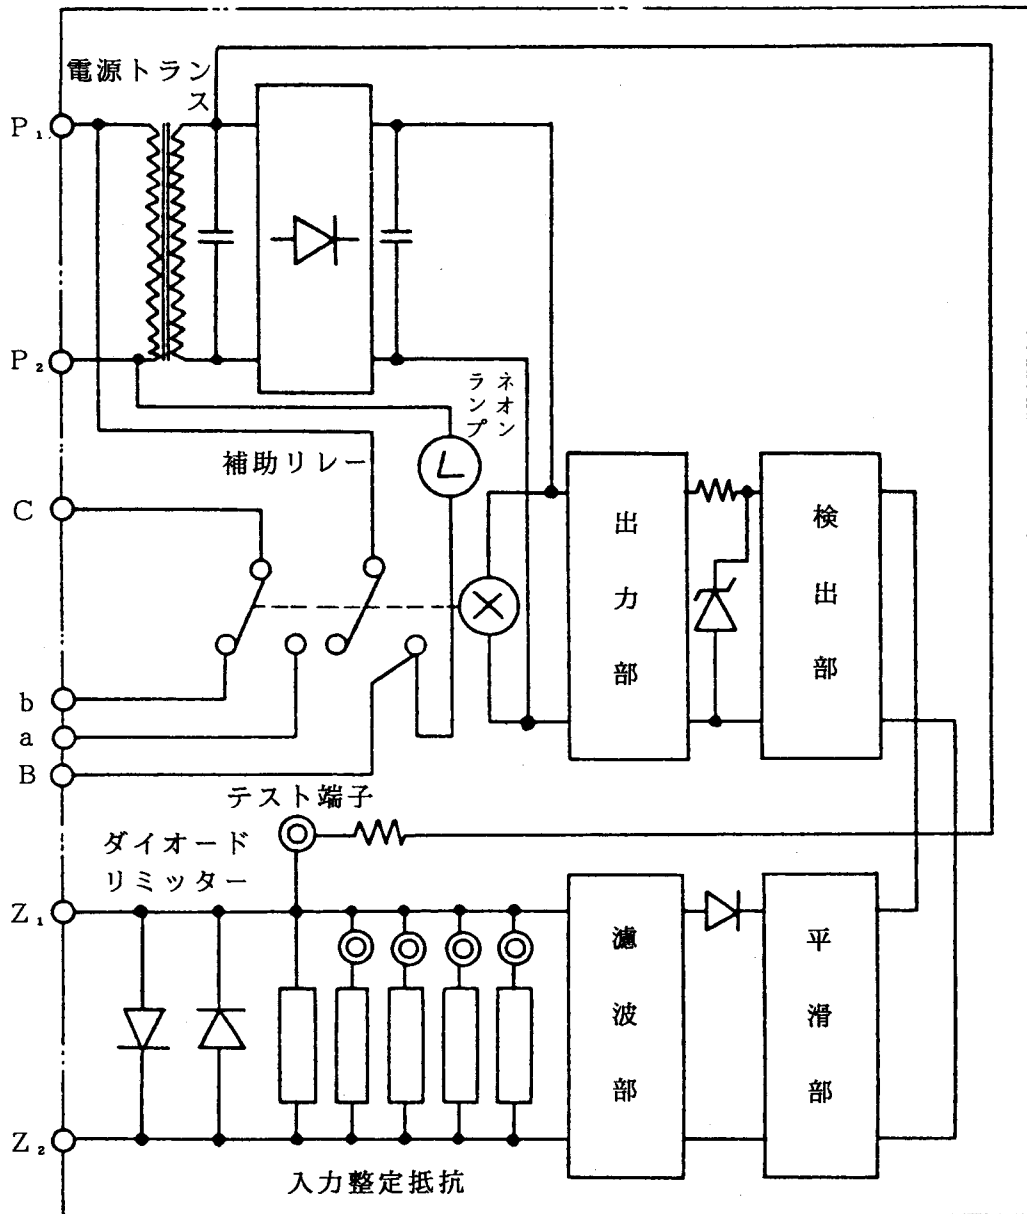 電源トラン
ス
P₁
P₂
ネオン
ランプ
補助リレー
L
C
出力部
検出部
b
a
B
テスト端子
ダイオード
リミッター
Z₁
濾波部
平滑部
Z₂
入力整定抵抗